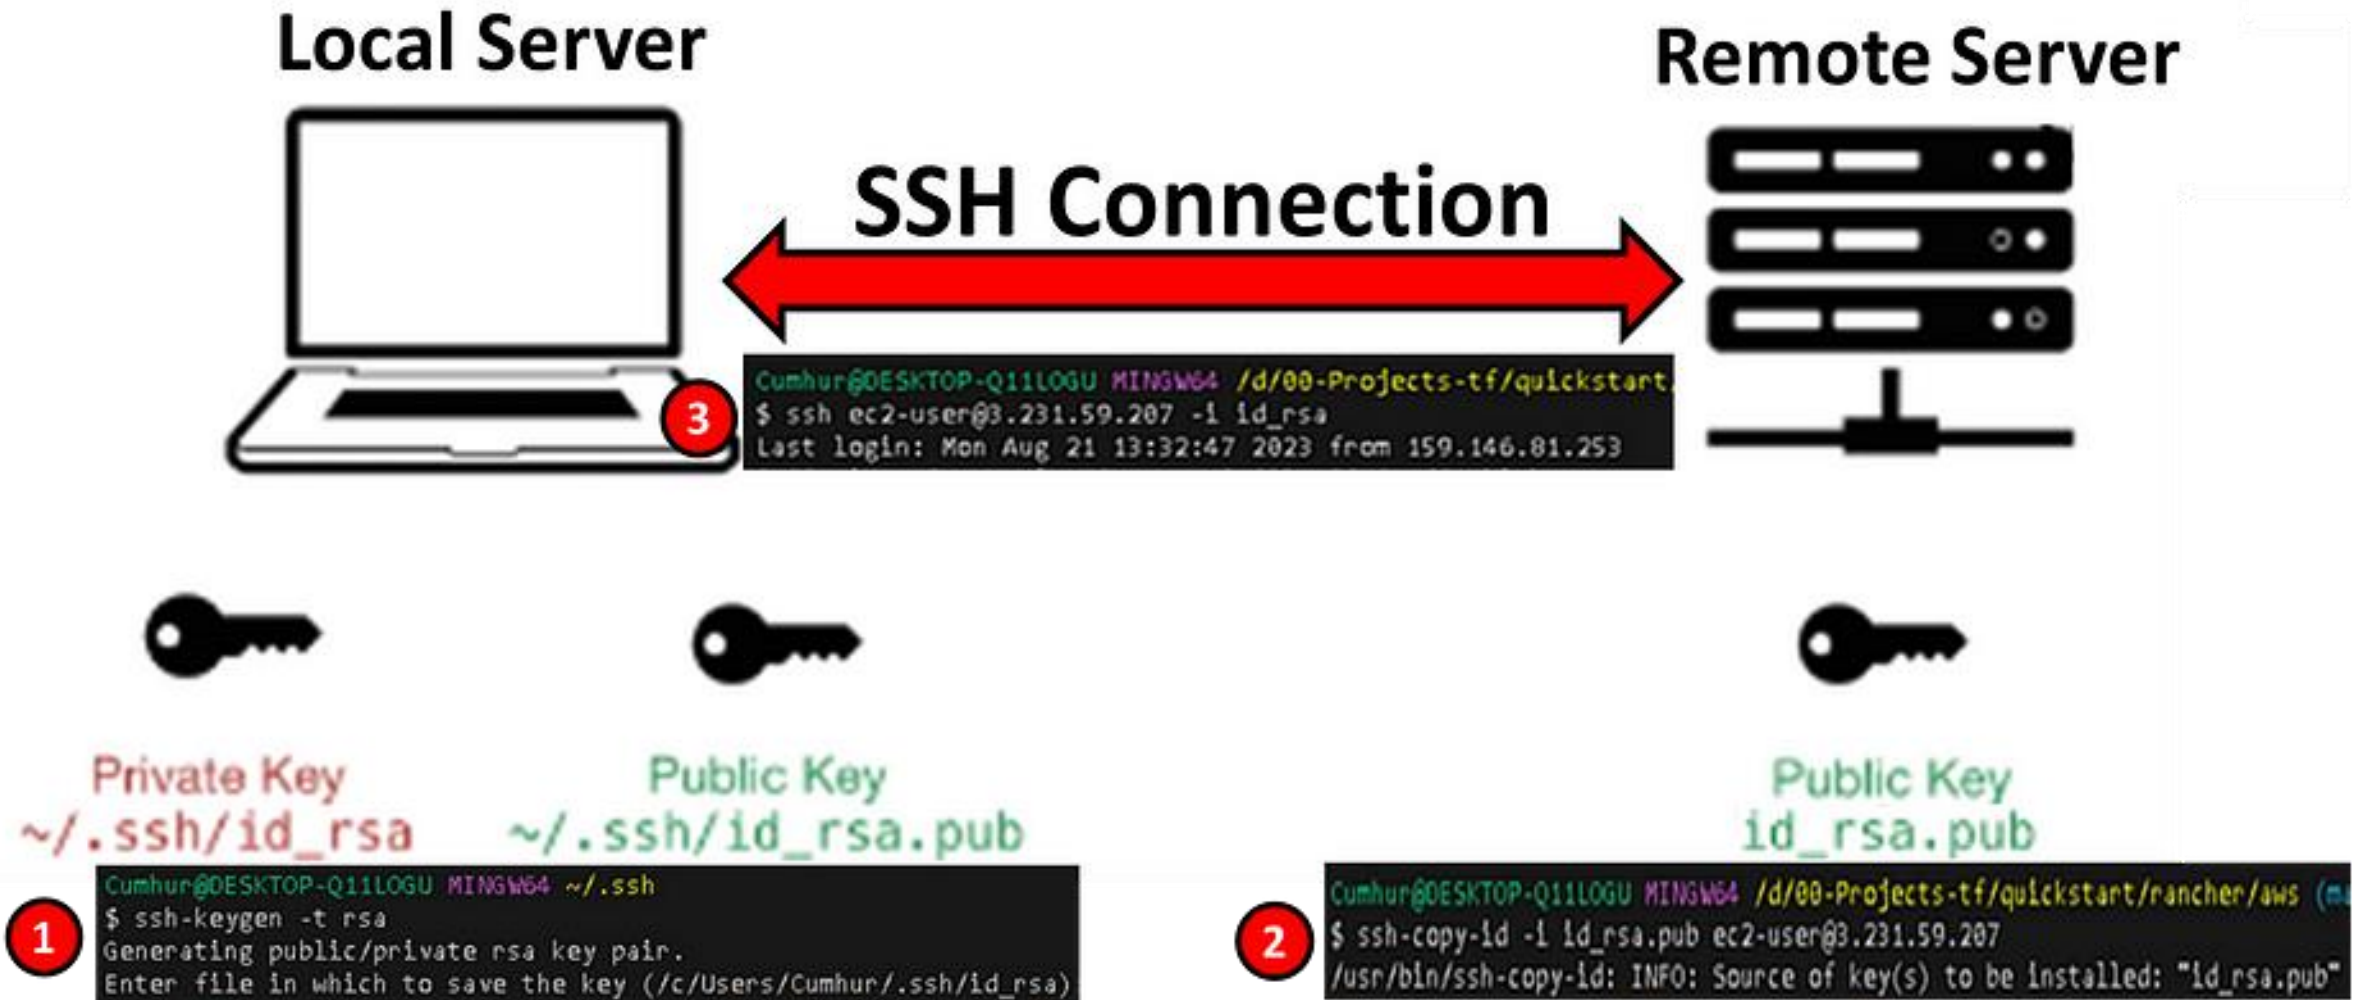 Local Server
Remote Server
SSH Connection
3
Cumhur@DESKTOP-Q11LOGU MINGW64 /d/00-Projects-tf/quickstart
$ ssh ec2-user@3.231.59.207 -i id_rsa
Last login: Mon Aug 21 13:32:47 2023 from 159.146.81.253
Private Key
~/.ssh/id_rsa
Public Key
~/.ssh/id_rsa.pub
Public Key
id_rsa.pub
1
Cumhur@DESKTOP-Q11LOGU MINGW64 ~/.ssh
$ ssh-keygen -t rsa
Generating public/private rsa key pair.
Enter file in which to save the key (/c/Users/Cumhur/.ssh/id_rsa)
2
Cumhur@DESKTOP-Q11LOGU MINGW64 /d/00-Projects-tf/quickstart/rancher/aws
$ ssh-copy-id -i id_rsa.pub ec2-user@3.231.59.207
/usr/bin/ssh-copy-id: INFO: Source of key(s) to be installed: "id_rsa.pub"